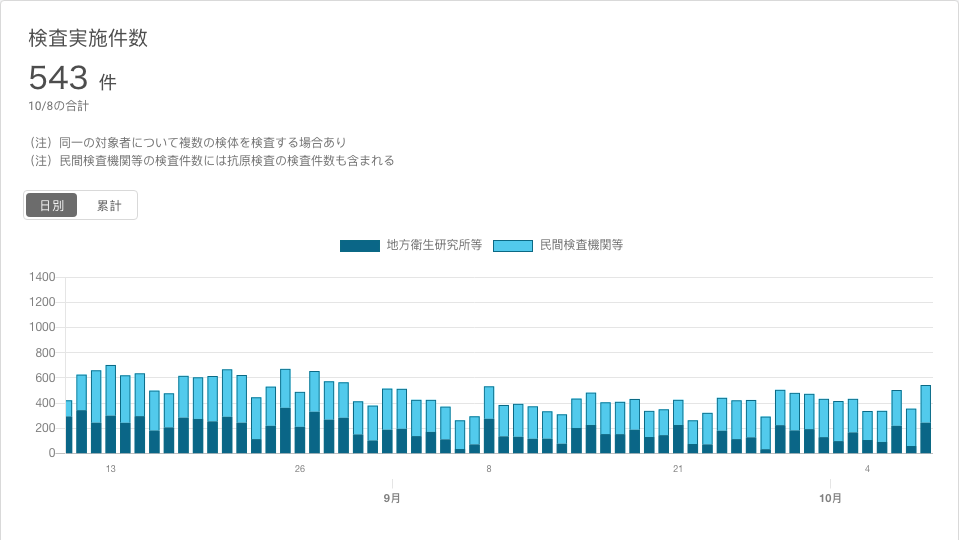 検査実施件数
543 件
10/8の合計
（注）同一の対象者について複数の検体を検査する場合あり
（注）民間検査機関等の検査件数には抗原検査の検査件数も含まれる
日別 累計
地方衛生研究所等 民間検査機関等
1400
1200
1000
800
600
400
200
0
13 26 8 21 4
9月 10月